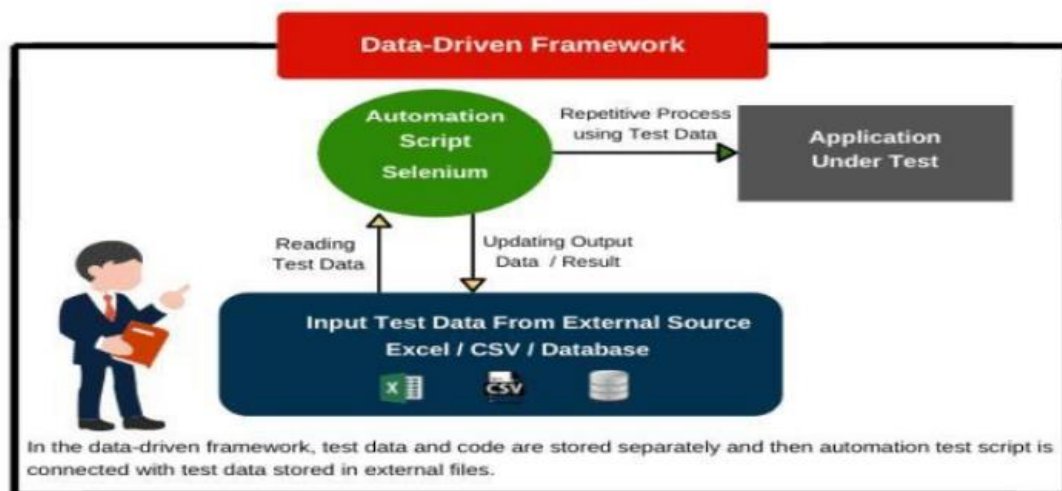 Data-Driven Framework
Automation
Script
Selenium
Repetitive Process
using Test Data
Application
Under Test
Reading
Test Data
Updating Output
Data / Result
Input Test Data From External Source
Excel / CSV / Database
X
CSV
In the data-driven framework, test data and code are stored separately and then automation test script is
connected with test data stored in external files.